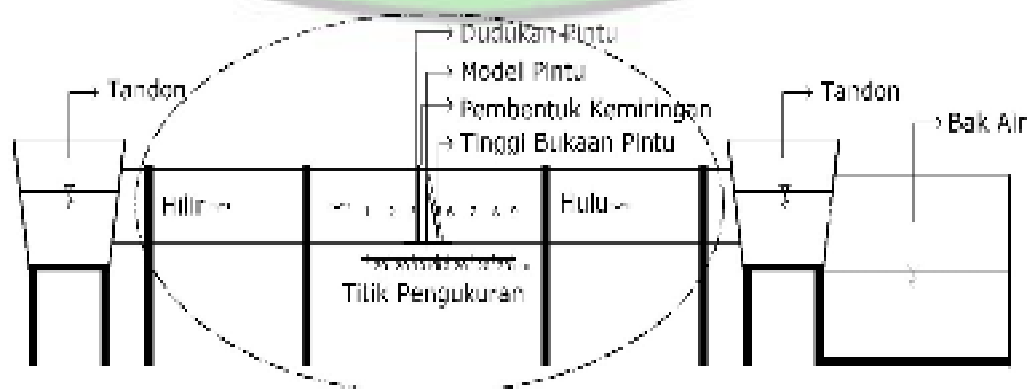 Dudukan Pintu
Model Pintu
Tandon
Tandon
Pembentuk Kemiringan
Bak Air
Tinggi Bukaan Pintu
Hilir
Hulu
Titik Pengukuran